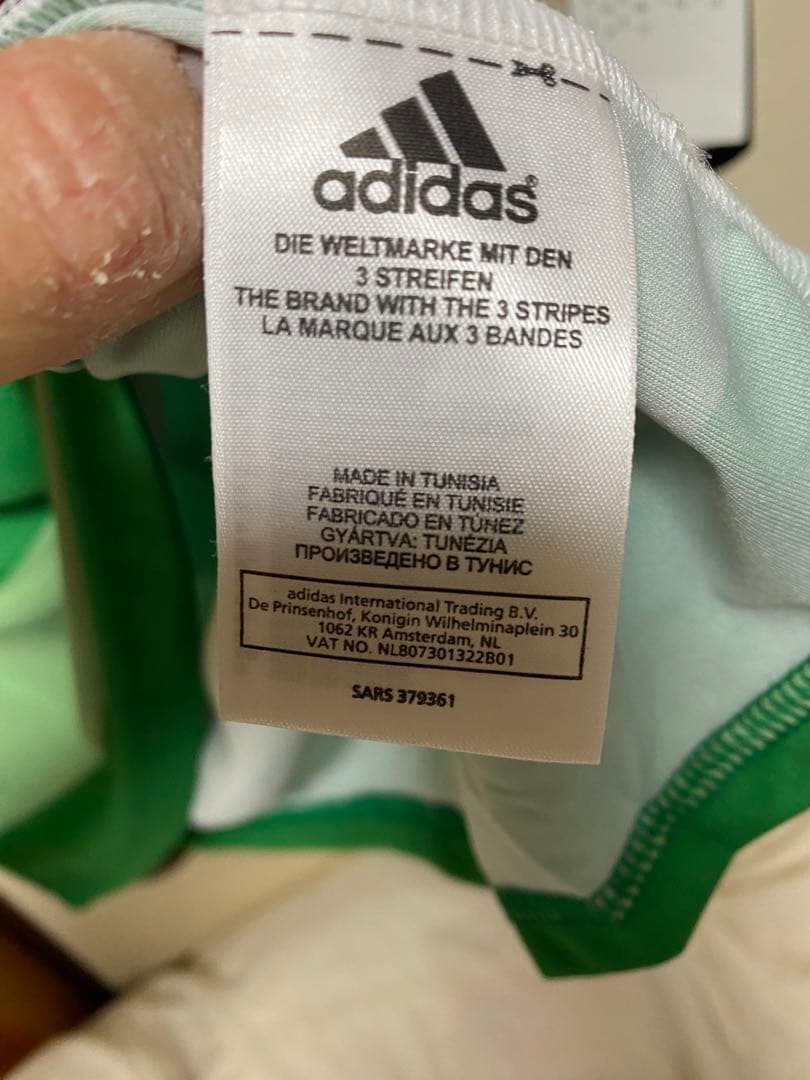 adidas®
DIE WELTMARKE MIT DEN
3 STREIFEN
THE BRAND WITH THE 3 STRIPES
LA MARQUE AUX 3 BANDES
MADE IN TUNISIA
FABRIQUÉ EN TUNISIE
FABRICADO EN TÚNEZ
GYÁRTVA: TUNÉZIA
ПРОИЗВЕДЕНО В ТУНИС
adidas International Trading B.V.
De Prinsenhof, Konigin Wilhelminaplein 30
1062 KR Amsterdam, NL
VAT NO. NL807301322B01
SARS 379361